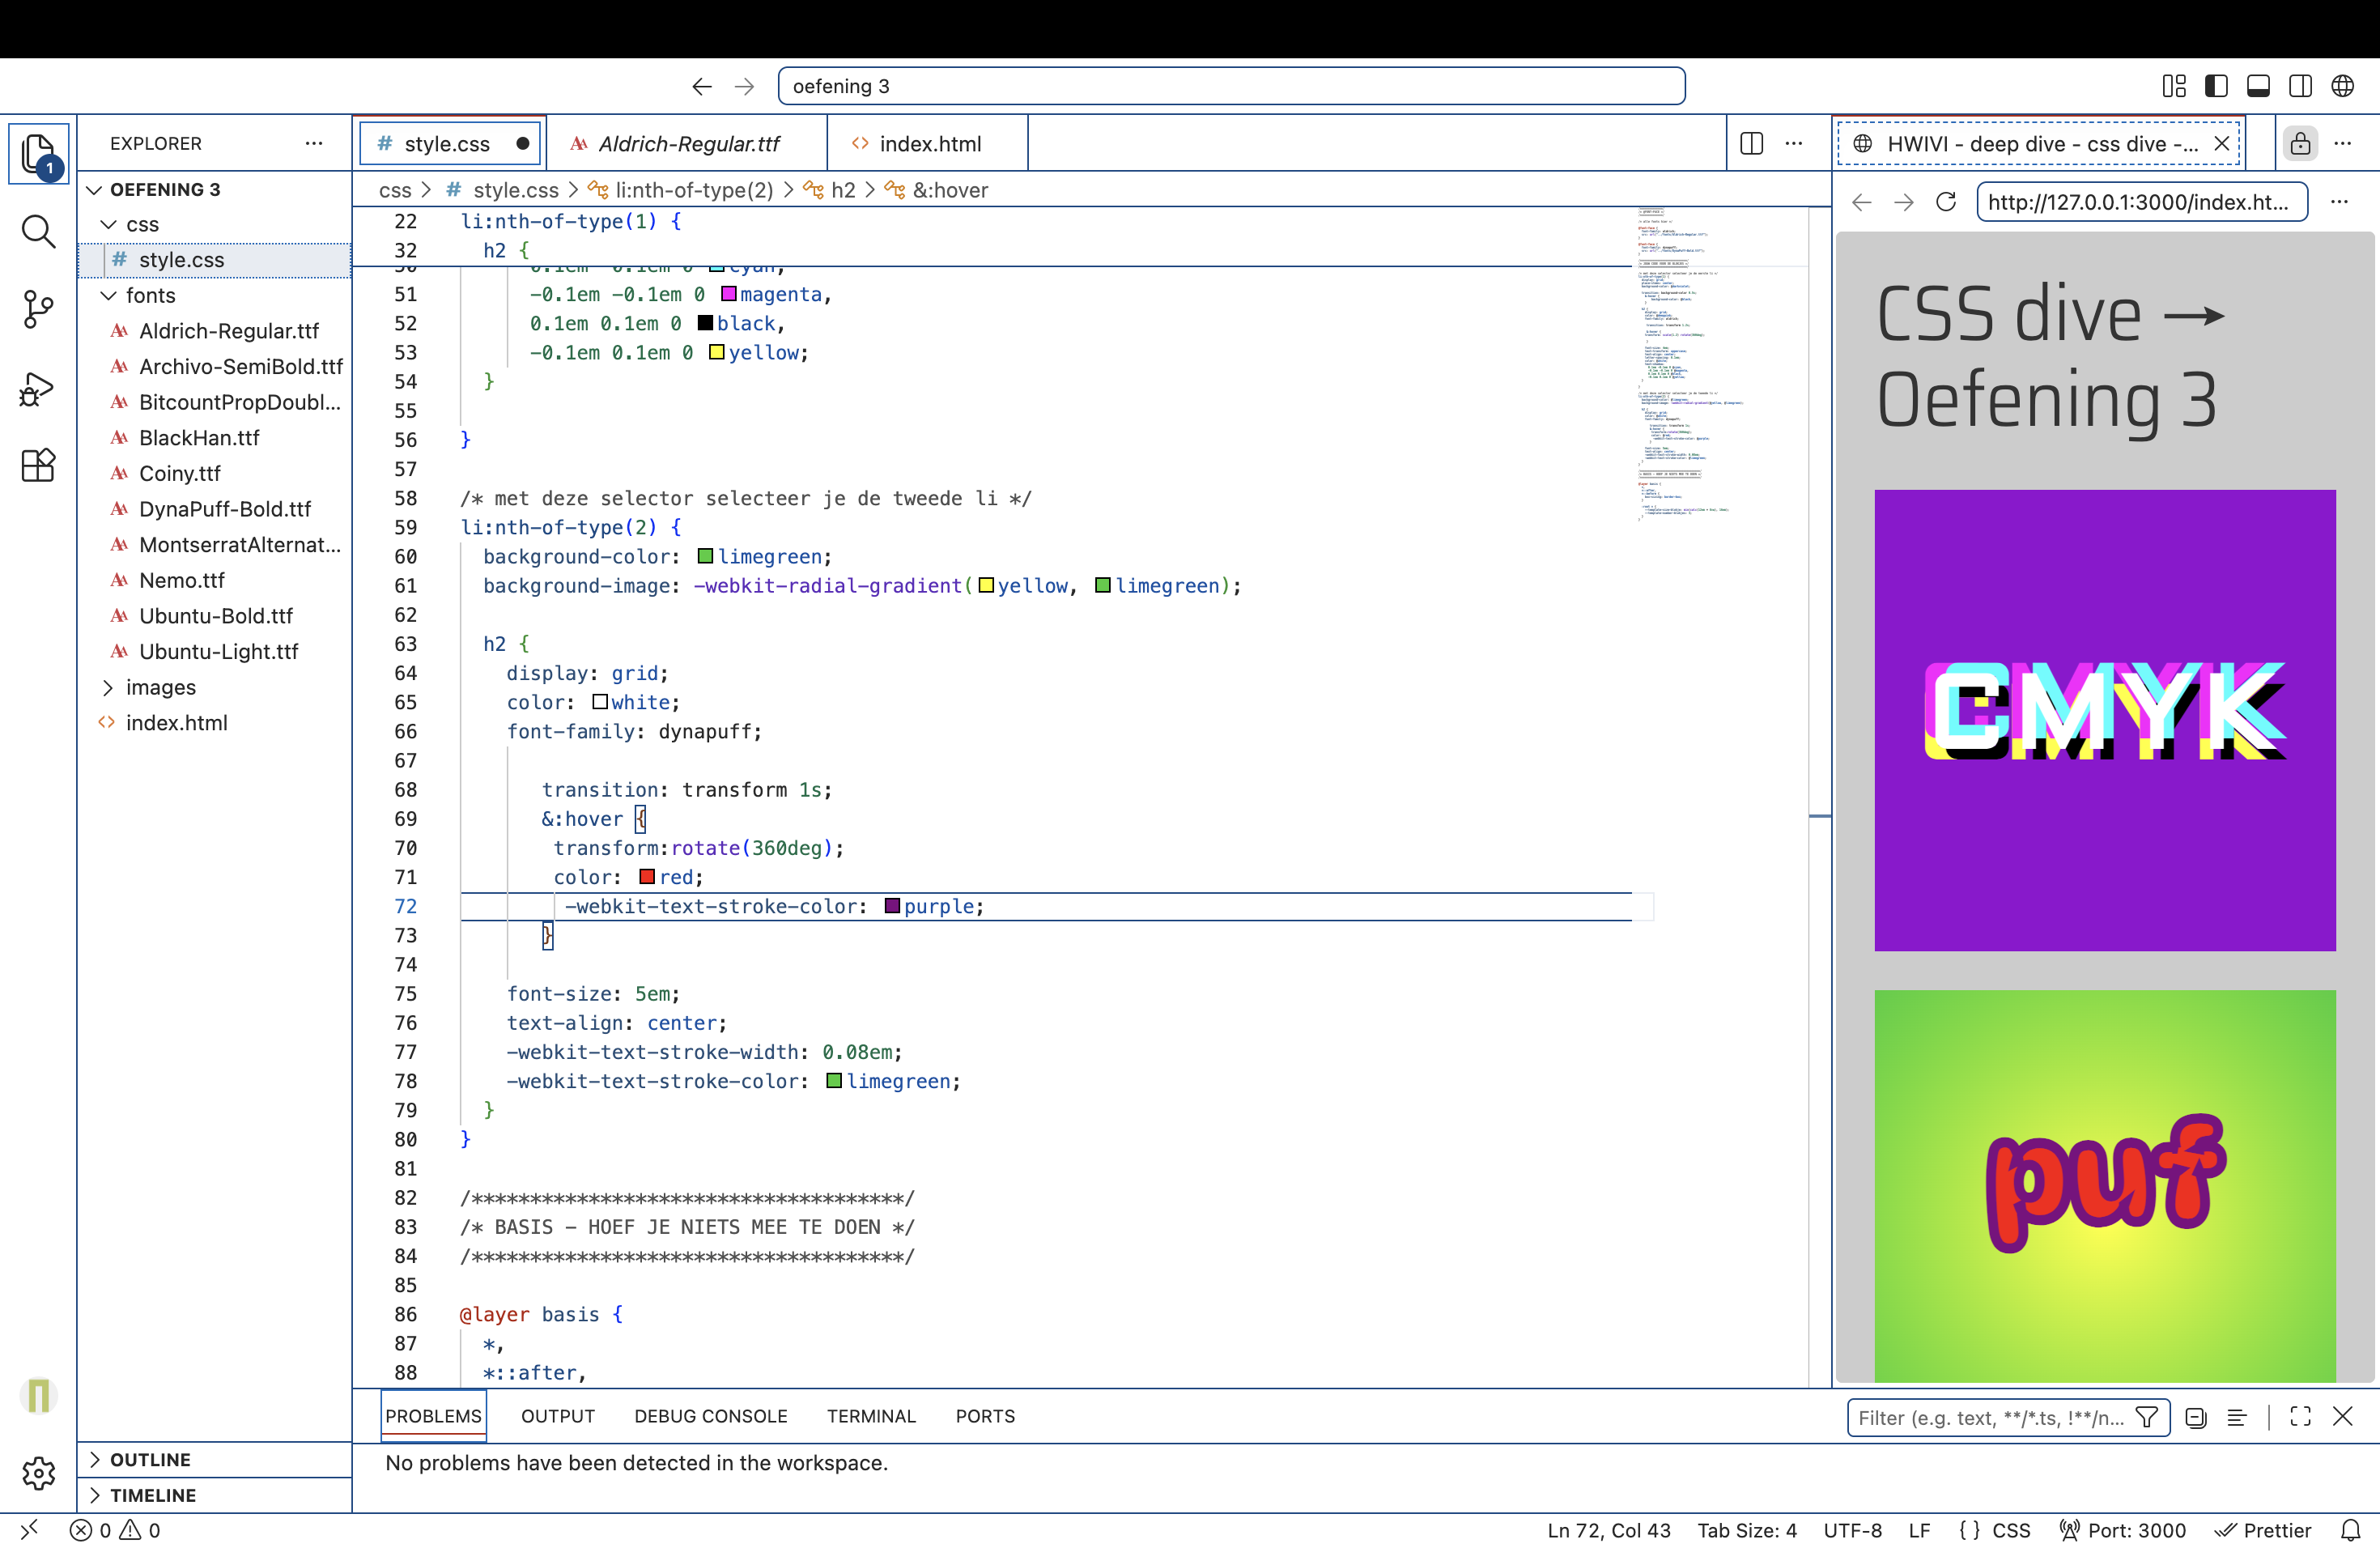 oefening 3
EXPLORER
OEFENING 3
css
# style.css
fonts
Aldrich-Regular.ttf
Archivo-SemiBold.ttf
BitcountPropDoubl...
BlackHan.ttf
Coiny.ttf
DynaPuff-Bold.ttf
MontserratAlternat...
Nemo.ttf
Ubuntu-Bold.ttf
Ubuntu-Light.ttf
images
index.html
OUTLINE
TIMELINE
1
# style.css
Aldrich-Regular.ttf
index.html
css > # style.css > li:nth-of-type(2) > h2 > &:hover
22 li:nth-of-type(1) {
32 h2 {
51 -0.1em -0.1em 0 magenta,
52 0.1em 0.1em 0 black,
53 -0.1em 0.1em 0 yellow;
54 }
55
56 }
57
58 /* met deze selector selecteer je de tweede li */
59 li:nth-of-type(2) {
60 background-color: limegreen;
61 background-image: -webkit-radial-gradient(yellow, limegreen);
62
63 h2 {
64 display: grid;
65 color: white;
66 font-family: dynapuff;
67
68 transition: transform 1s;
69 &:hover {
70 transform:rotate(360deg);
71 color: red;
72 -webkit-text-stroke-color: purple;
73 }
74
75 font-size: 5em;
76 text-align: center;
77 -webkit-text-stroke-width: 0.08em;
78 -webkit-text-stroke-color: limegreen;
79 }
80 }
81
82 /*************************************/
83 /* BASIS - HOEF JE NIETS MEE TE DOEN */
84 /*************************************/
85
86 @layer basis {
87 *,
88 *::after,
HWIVI - deep dive - css dive -...
http://127.0.0.1:3000/index.ht...
CSS dive →
Oefening 3
CMYK
puf
PROBLEMS OUTPUT DEBUG CONSOLE TERMINAL PORTS
Filter (e.g. text, **/*.ts, !**/n...
No problems have been detected in the workspace.
0 0
Ln 72, Col 43 Tab Size: 4 UTF-8 LF { } CSS Port: 3000 Prettier